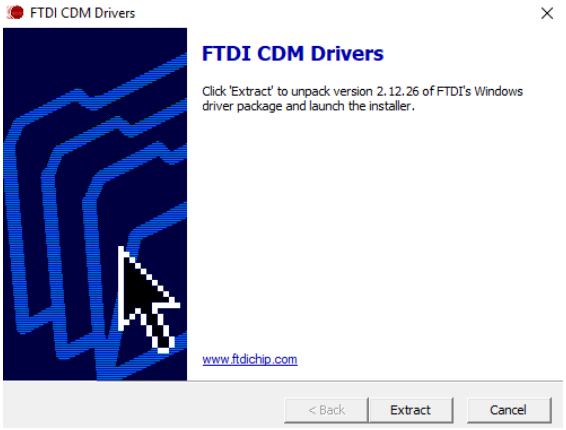 FTDI CDM Drivers
FTDI CDM Drivers
Click 'Extract' to unpack version 2.12.26 of FTDI's Windows
driver package and launch the installer.
www.ftdichip.com
< Back Extract Cancel